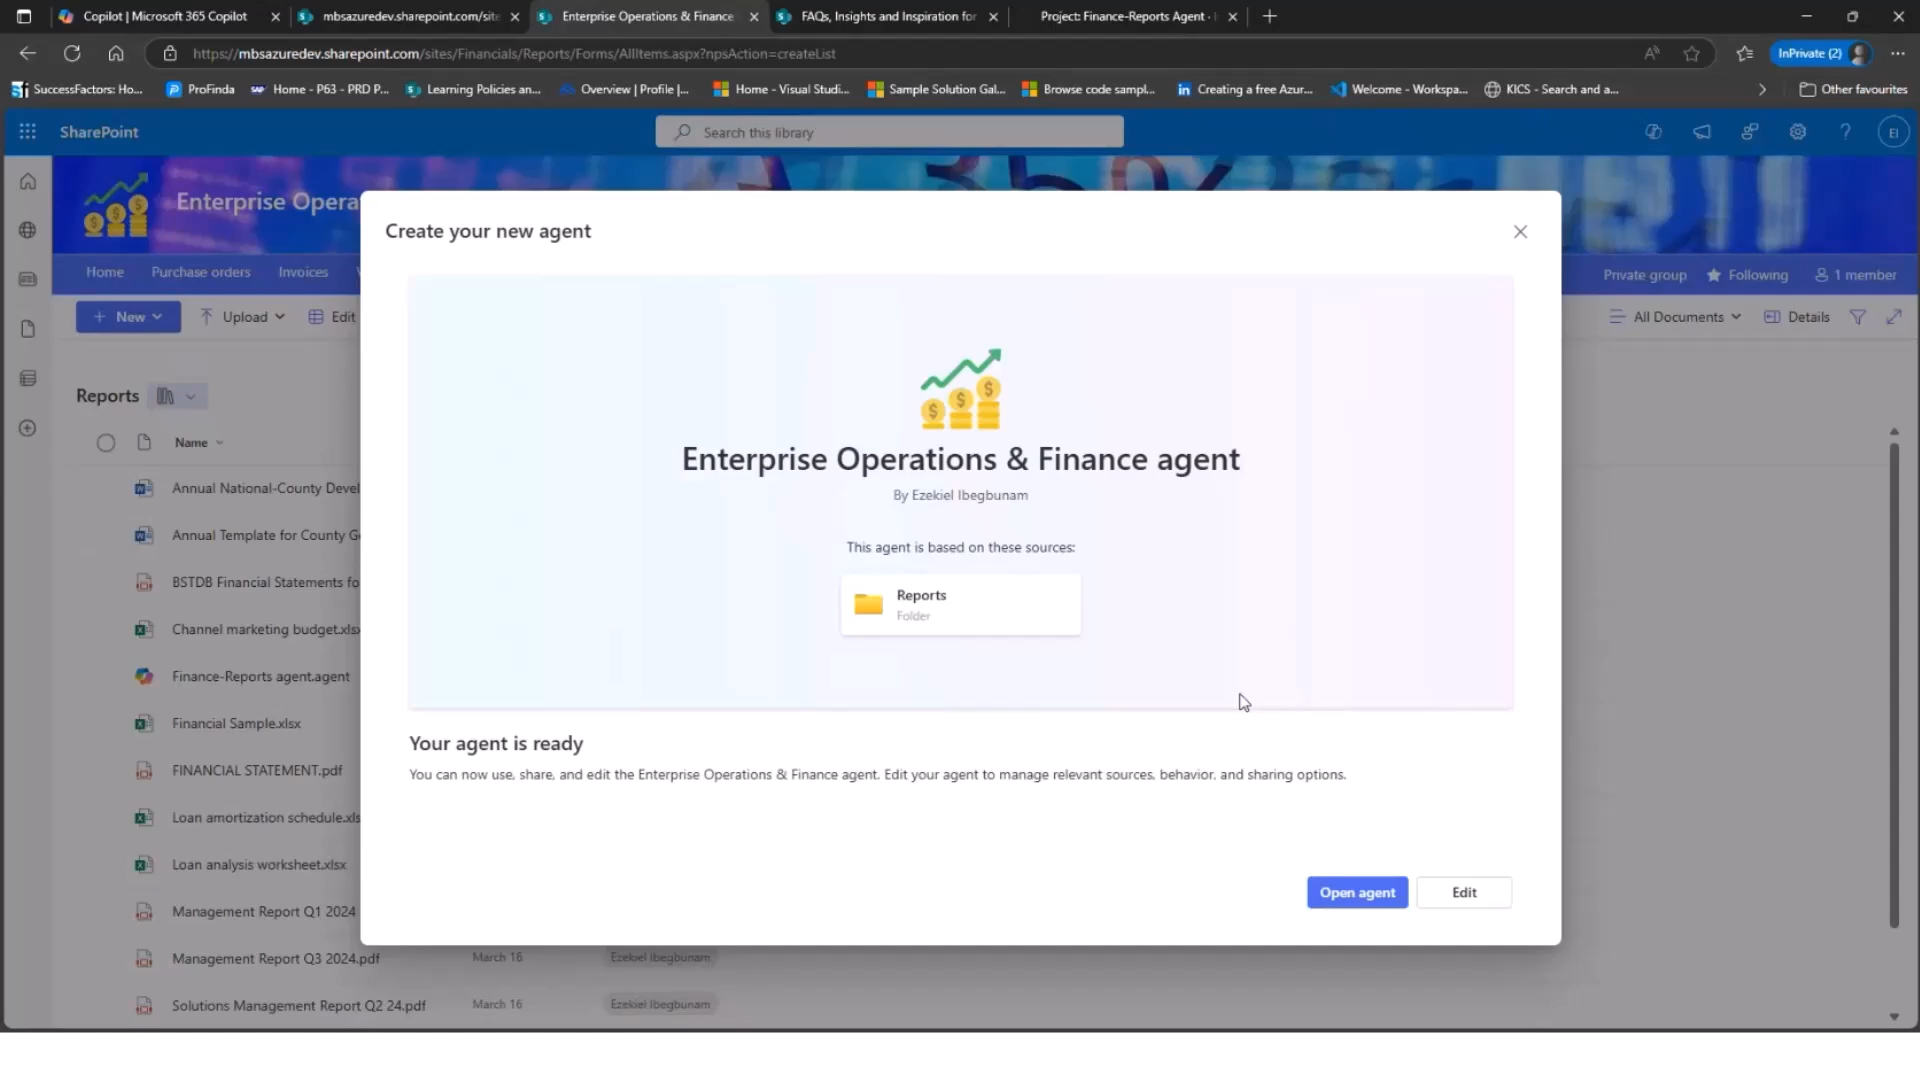 Copilot | Microsoft 365 Copilot
mbsazuredev.sharepoint.com/site
Enterprise Operations & Finance
FAQs, Insights and Inspiration for
Project: Finance-Reports Agent -
https://mbsazuredev.sharepoint.com/sites/Financials/Reports/Forms/AllItems.aspx?npsAction=createList
InPrivate (2)
SuccessFactors: Ho...
ProFinda
Home - P63 - PRD P...
Learning Policies an...
Overview | Profile |...
Home - Visual Studi...
Sample Solution Gal...
Browse code sampl...
Creating a free Azur...
Welcome - Workspa...
KICS - Search and a...
Other favourites
SharePoint
Search this library
EI
Enterprise Opera
Home
Purchase orders
Invoices
Private group
Following
1 member
New
Upload
Edit
All Documents
Details
Reports
Name
Annual National-County Devel
Annual Template for County G
BSTDB Financial Statements fo
Channel marketing budget.xlsx
Finance-Reports agent.agent
Financial Sample.xlsx
FINANCIAL STATEMENT.pdf
Loan amortization schedule.xls
Loan analysis worksheet.xlsx
Management Report Q1 2024
Management Report Q3 2024.pdf
March 16
Ezekiel Ibegbunam
Solutions Management Report Q2 24.pdf
March 16
Ezekiel Ibegbunam
Create your new agent
Enterprise Operations & Finance agent
By Ezekiel Ibegbunam
This agent is based on these sources:
Reports
Folder
Your agent is ready
You can now use, share, and edit the Enterprise Operations & Finance agent. Edit your agent to manage relevant sources, behavior, and sharing options.
Open agent
Edit